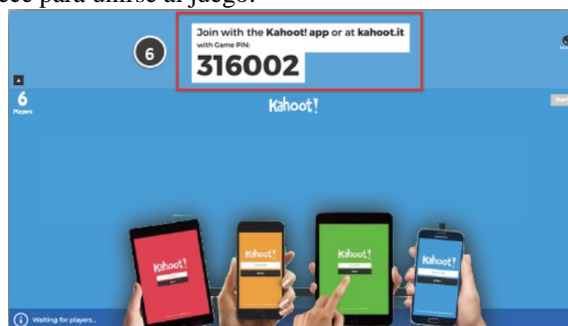 para unirse al juego.
6
Join with the Kahoot! app or at kahoot.it
with Game PIN:
316002
6
Players
Kahoot!
Start
Kahoot!
Kahoot!
Kahoot!
Kahoot!
Waiting for players...